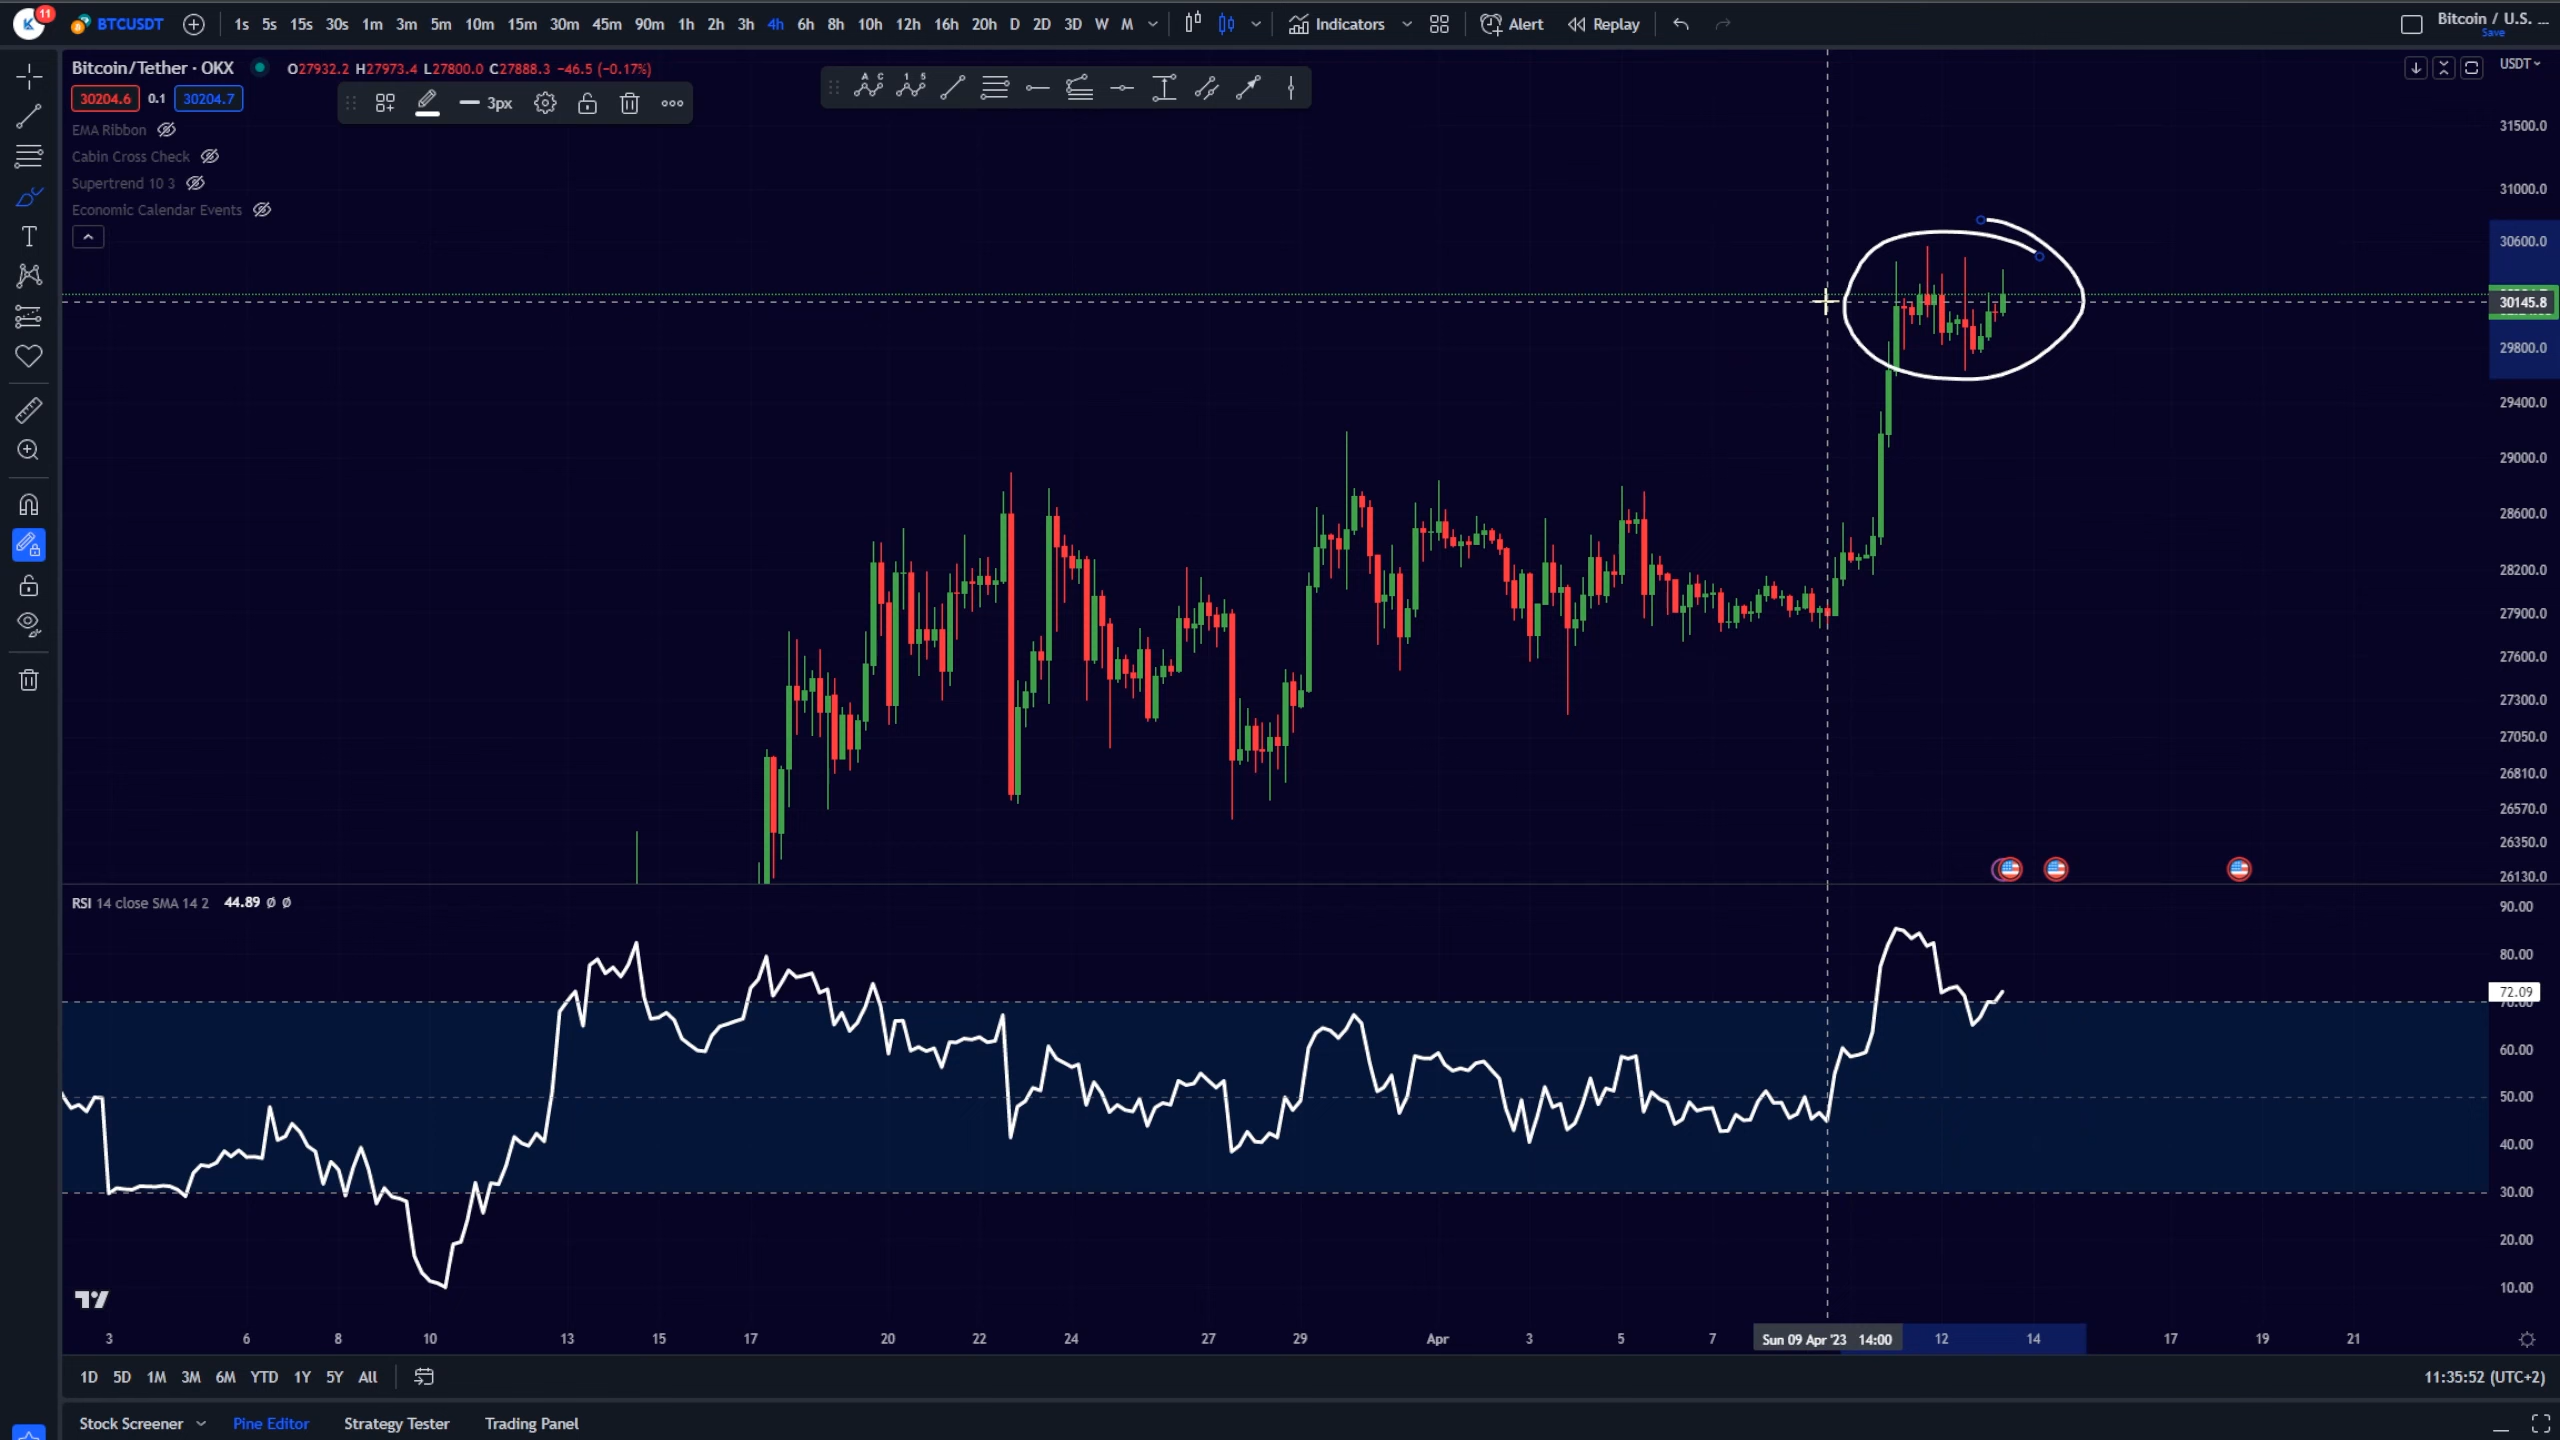 11
BTCUSDT 1s 5s 15s 30s 1m 3m 5m 10m 15m 30m 45m 90m 1h 2h 3h 4h 6h 8h 10h 12h 16h 20h D 2D 3D W M Indicators Alert Replay Bitcoin / U.S. ...
Save
Bitcoin/Tether · OKX O27932.2 H27973.4 L27800.0 C27888.3 −46.5 (−0.17%) USDT
30204.6 0.1 30204.7 3px
A C 1 5
EMA Ribbon
Cabin Cross Check
Supertrend 10 3
Economic Calendar Events
31500.0
31000.0
30600.0
30145.8
29800.0
29400.0
29000.0
28600.0
28200.0
27900.0
27600.0
27300.0
27050.0
26810.0
26570.0
26350.0
26130.0
RSI 14 close SMA 14 2 44.89 Ø Ø
90.00
80.00
72.09
60.00
50.00
40.00
30.00
20.00
10.00
3 6 8 10 13 15 17 20 22 24 27 29 Apr 3 5 7 Sun 09 Apr '23 14:00 12 14 17 19 21
1D 5D 1M 3M 6M YTD 1Y 5Y All 11:35:52 (UTC+2)
Stock Screener Pine Editor Strategy Tester Trading Panel